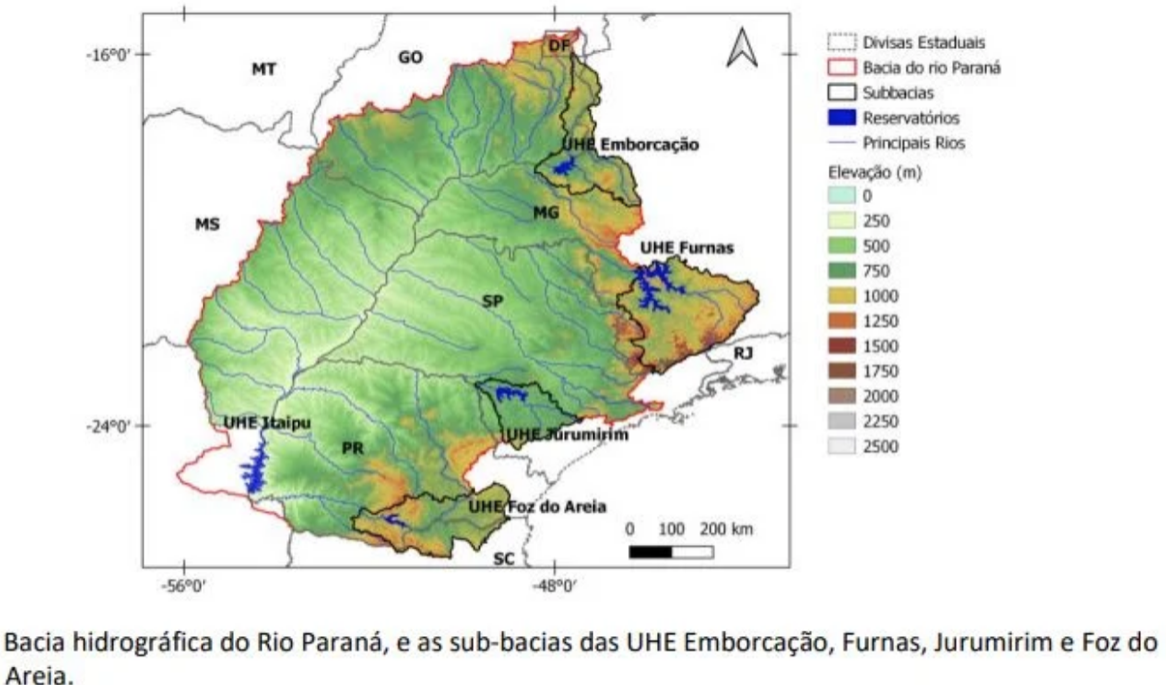 -16°0'
-24°0'
-56°0'
-48°0'
DF
GO
MT
UHE Emborcação
MS
MG
UHE Furnas
SP
RJ
UHE Itaipu
UHE Jurumirim
PR
UHE Foz do Areia
0 100 200 km
SC
Divisas Estaduais
Bacia do rio Paraná
Subbacias
Reservatórios
Principais Rios
Elevação (m)
0
250
500
750
1000
1250
1500
1750
2000
2250
2500
Bacia hidrográfica do Rio Paraná, e as sub-bacias das UHE Emborcação, Furnas, Jurumirim e Foz do
Areia.